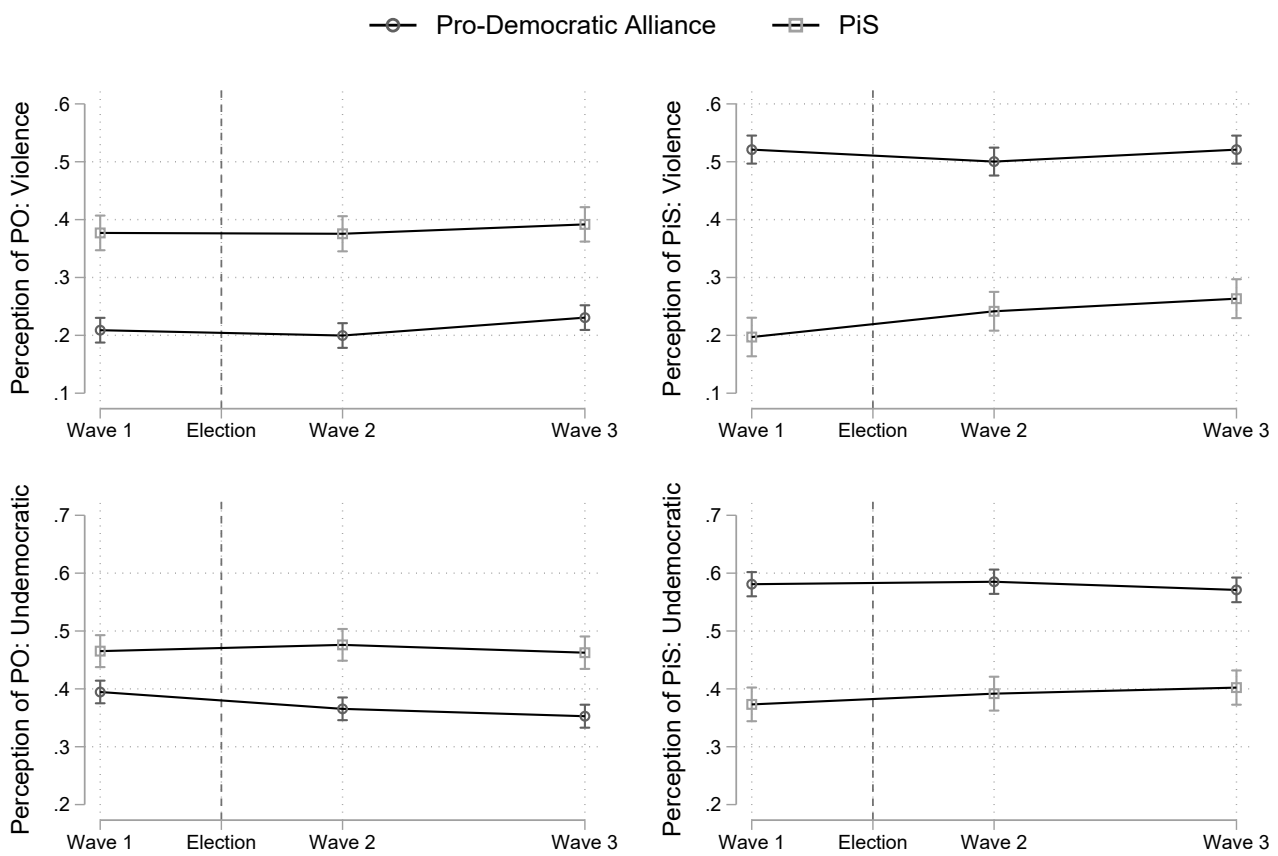 Pro-Democratic Alliance PiS
Perception of PO: Violence
.6
.5
.4
.3
.2
.1
Wave 1 Election Wave 2 Wave 3
Perception of PiS: Violence
.6
.5
.4
.3
.2
.1
Wave 1 Election Wave 2 Wave 3
Perception of PO: Undemocratic
.7
.6
.5
.4
.3
.2
Wave 1 Election Wave 2 Wave 3
Perception of PiS: Undemocratic
.7
.6
.5
.4
.3
.2
Wave 1 Election Wave 2 Wave 3